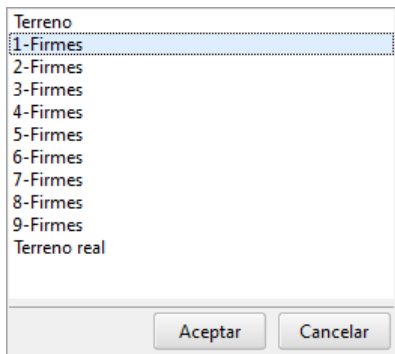 Terreno
1-Firmes
2-Firmes
3-Firmes
4-Firmes
5-Firmes
6-Firmes
7-Firmes
8-Firmes
9-Firmes
Terreno real
Aceptar Cancelar